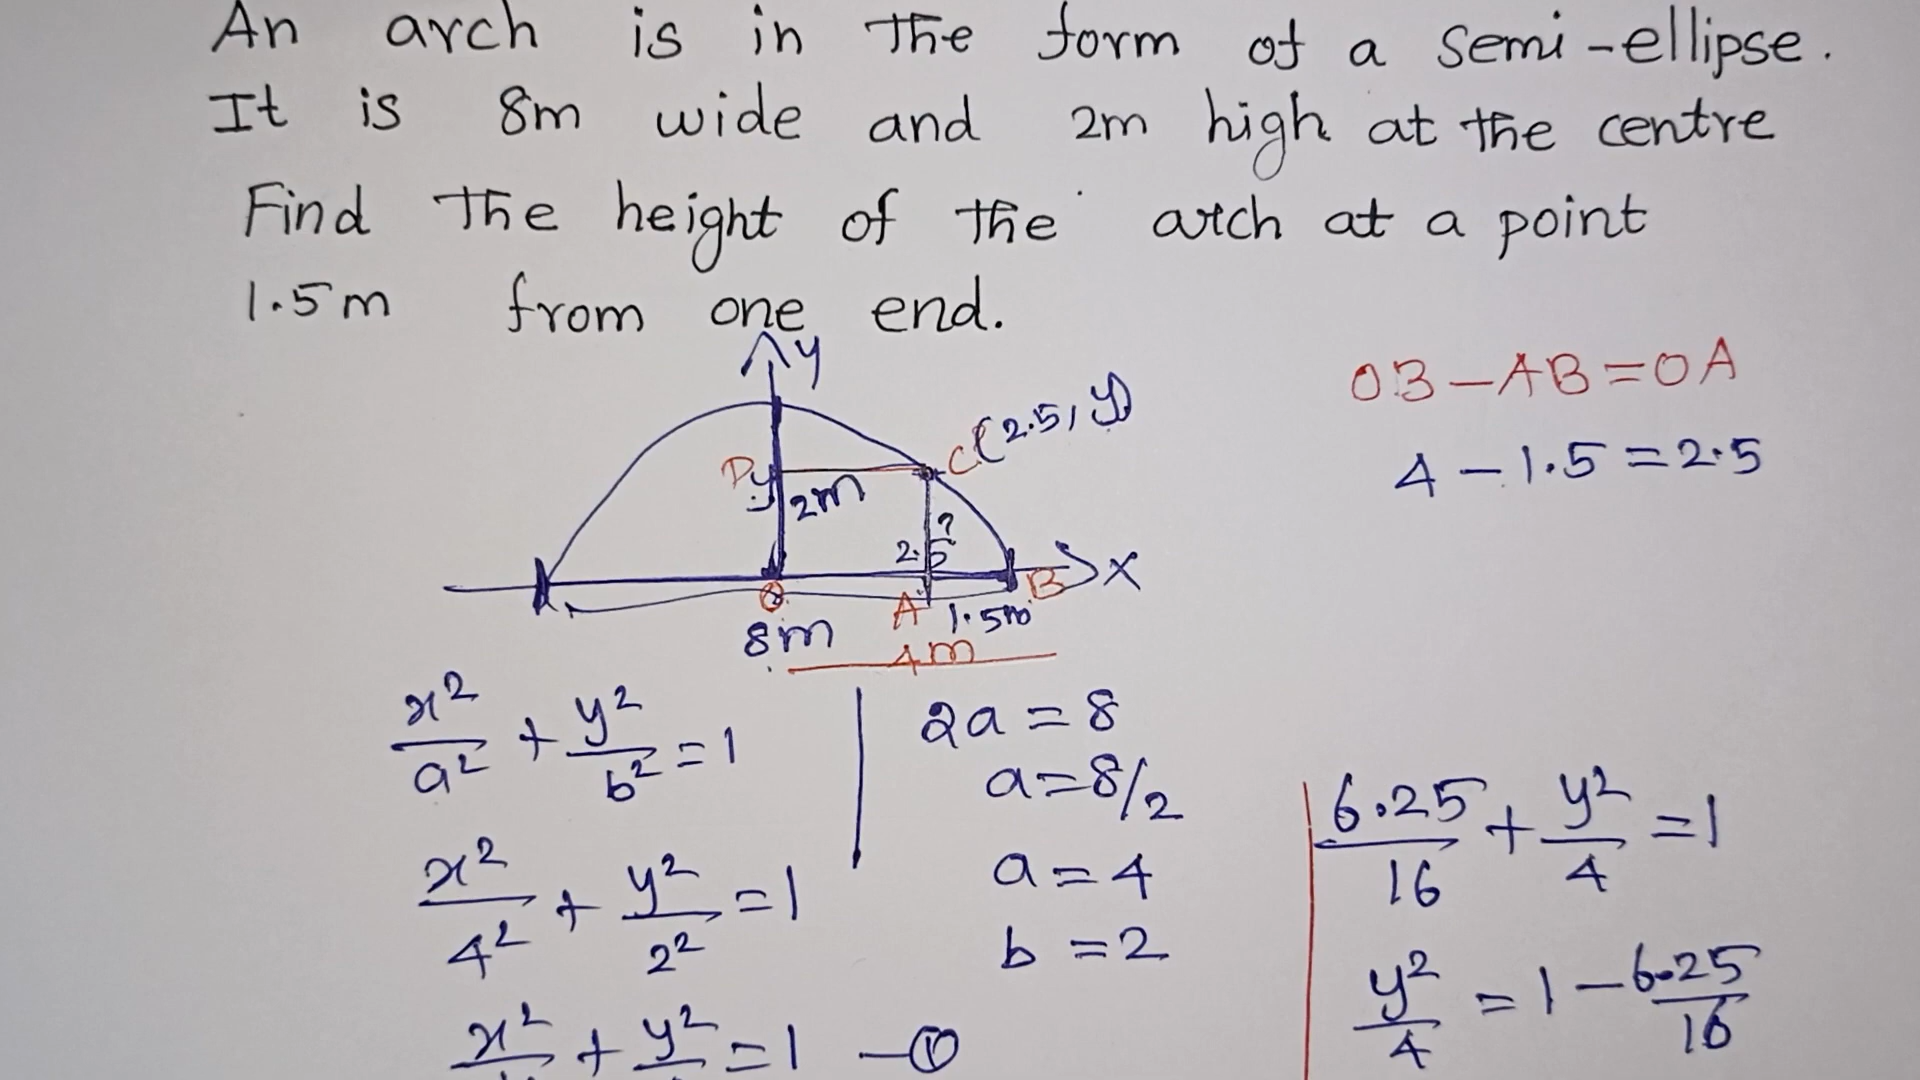 An arch is in the form of a semi-ellipse.
It is 8m wide and 2m high at the centre
Find the height of the arch at a point
1.5m from one end.
y
OB - AB = OA
C(2.5, y)
4 - 1.5 = 2.5
D y
2m
?
2.5
x
O
A
B
1.5m
8m
4m
x²/a² + y²/b² = 1
2a = 8
a = 8/2
6.25/16 + y²/4 = 1
x²/4² + y²/2² = 1
a = 4
b = 2
y²/4 = 1 - 6.25/16
x² + y² = 1 - ①